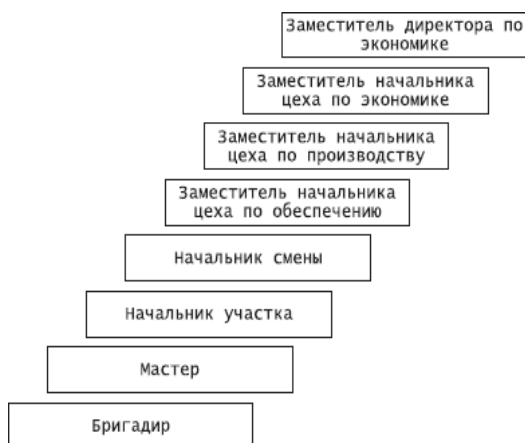 Заместитель директора по
экономике
Заместитель начальника
цеха по экономике
Заместитель начальника
цеха по производству
Заместитель начальника
цеха по обеспечению
Начальник смены
Начальник участка
Мастер
Бригадир